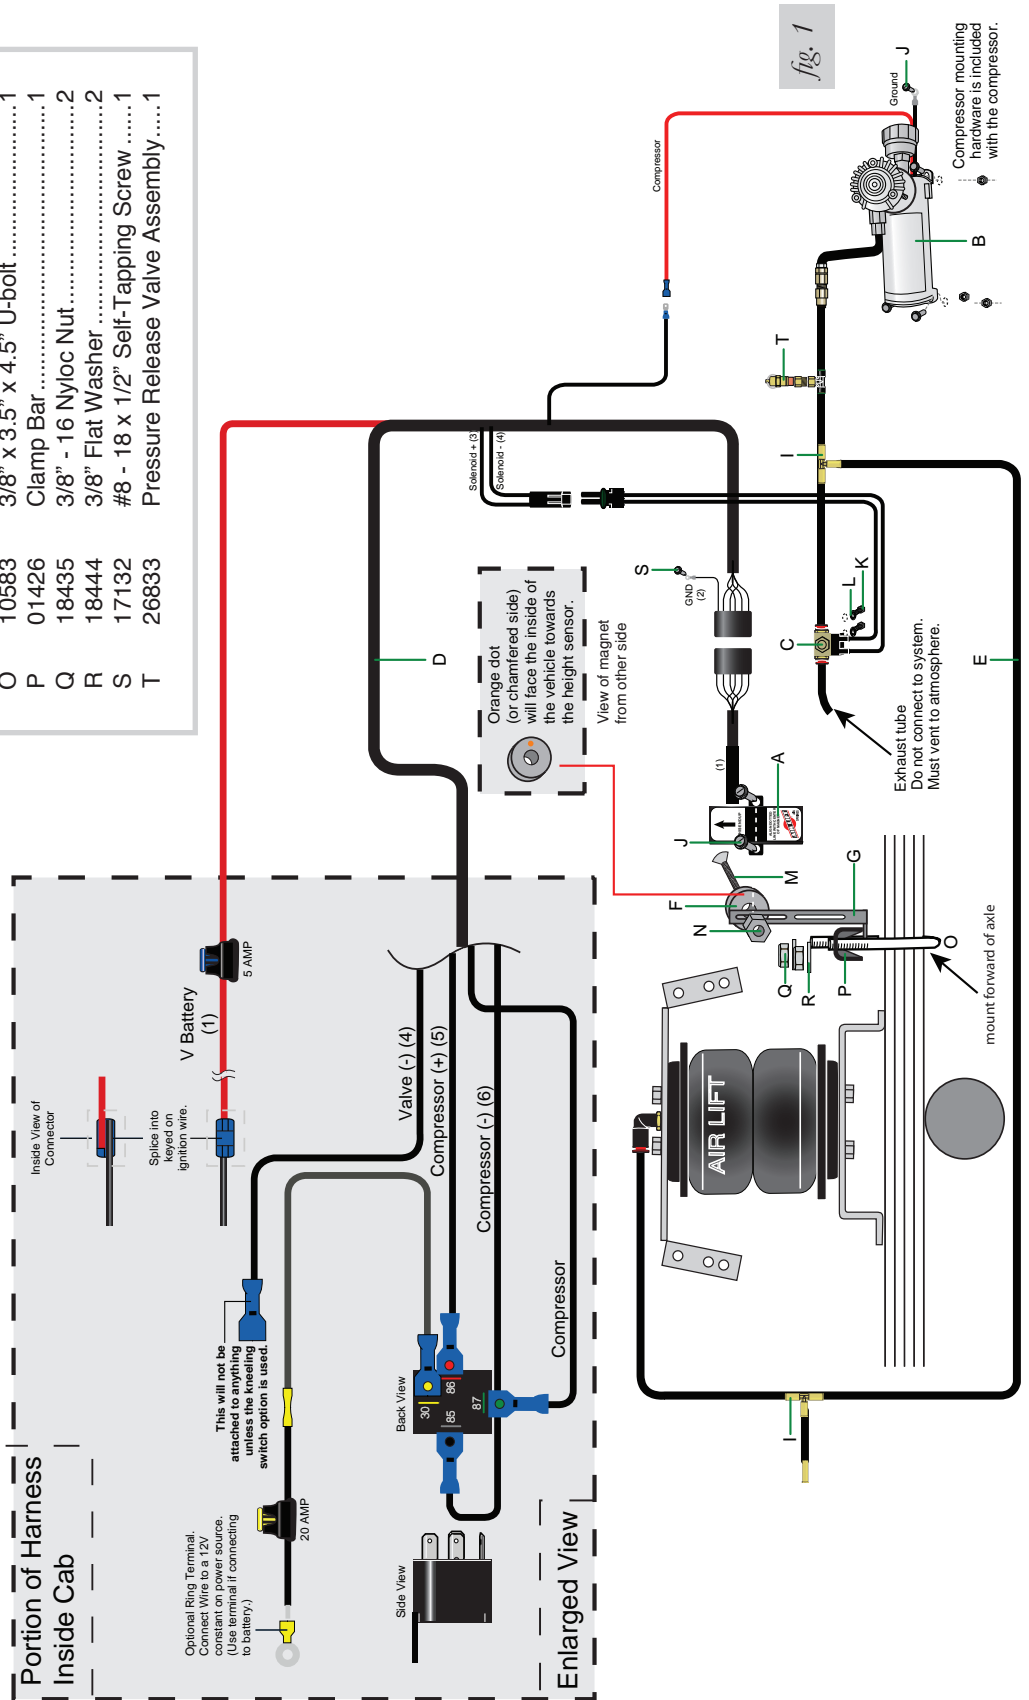 O 10583 3/8” x 3.5” x 4.5” U-bolt 1
P 01426 Clamp Bar 1
Q 18435 3/8” - 16 Nyloc Nut 2
R 18444 3/8” Flat Washer 2
S 17132 #8 - 18 x 1/2” Self-Tapping Screw 1
T 26833 Pressure Release Valve Assembly 1
fig. 1
Portion of Harness
Inside Cab
Inside View of
Connector
Splice into
keyed on
ignition wire.
V Battery
(1)
5 AMP
This will not be
attached to anything
unless the kneeling
switch option is used.
Optional Ring Terminal.
Connect Wire to a 12V
constant on power source.
(Use terminal if connecting
to battery.)
20 AMP
Valve (-) (4)
Compressor (+) (5)
Compressor (-) (6)
Compressor
Back View
30
85
86
87
Side View
Enlarged View
D
Orange dot
(or chamfered side)
will face the inside of
the vehicle towards
the height sensor.
View of magnet
from other side
Solenoid + (3)
Solenoid - (4)
Compressor
Ground
J
Compressor mounting
hardware is included
with the compressor.
B
T
I
S
GND
(2)
(1)
A
J
C
L
K
Exhaust tube
Do not connect to system.
Must vent to atmosphere.
E
M
F
N
G
Q
R
P
O
mount forward of axle
AIR LIFT
I